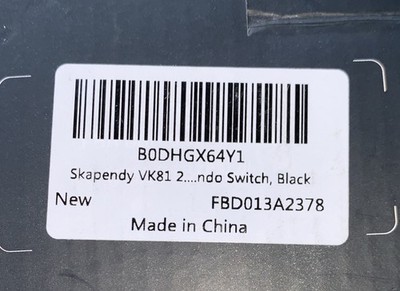 B0DHGX64Y1
Skapendy VK81 2....ndo Switch, Black
New FBD013A2378
Made in China